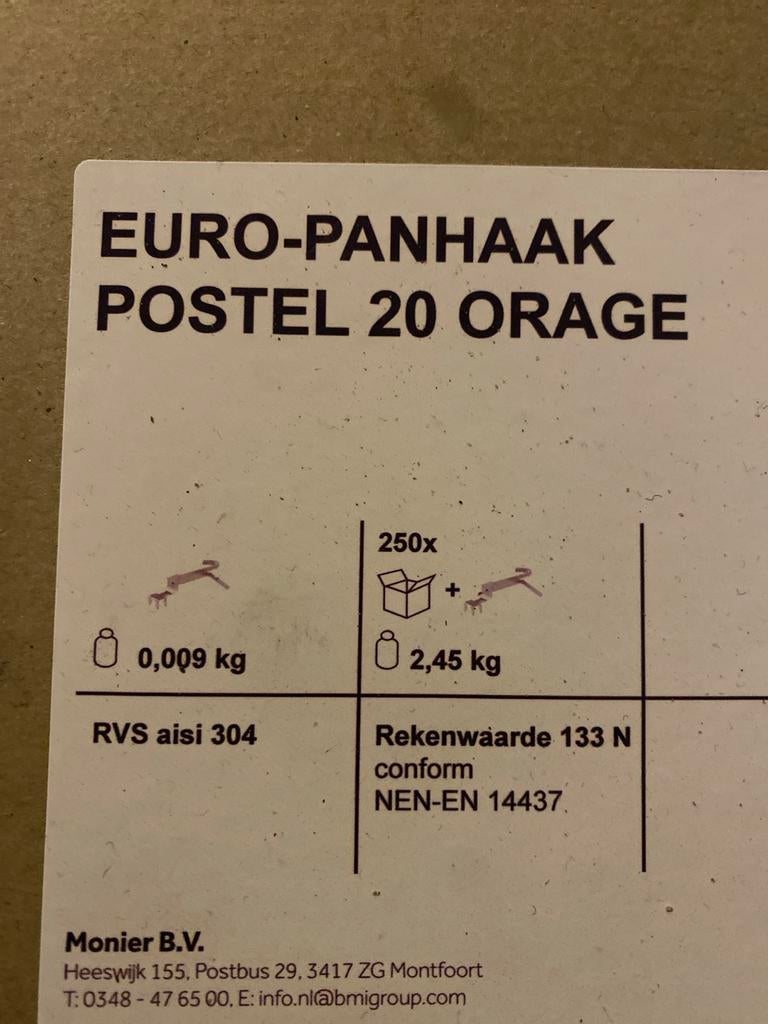 EURO-PANHAAK
POSTEL 20 ORAGE
250x
+
0,009 kg
2,45 kg
RVS aisi 304
Rekenwaarde 133 N
conform
NEN-EN 14437
Monier B.V.
Heeswijk 155, Postbus 29, 3417 ZG Montfoort
T: 0348 - 47 65 00, E: info.nl@bmigroup.com